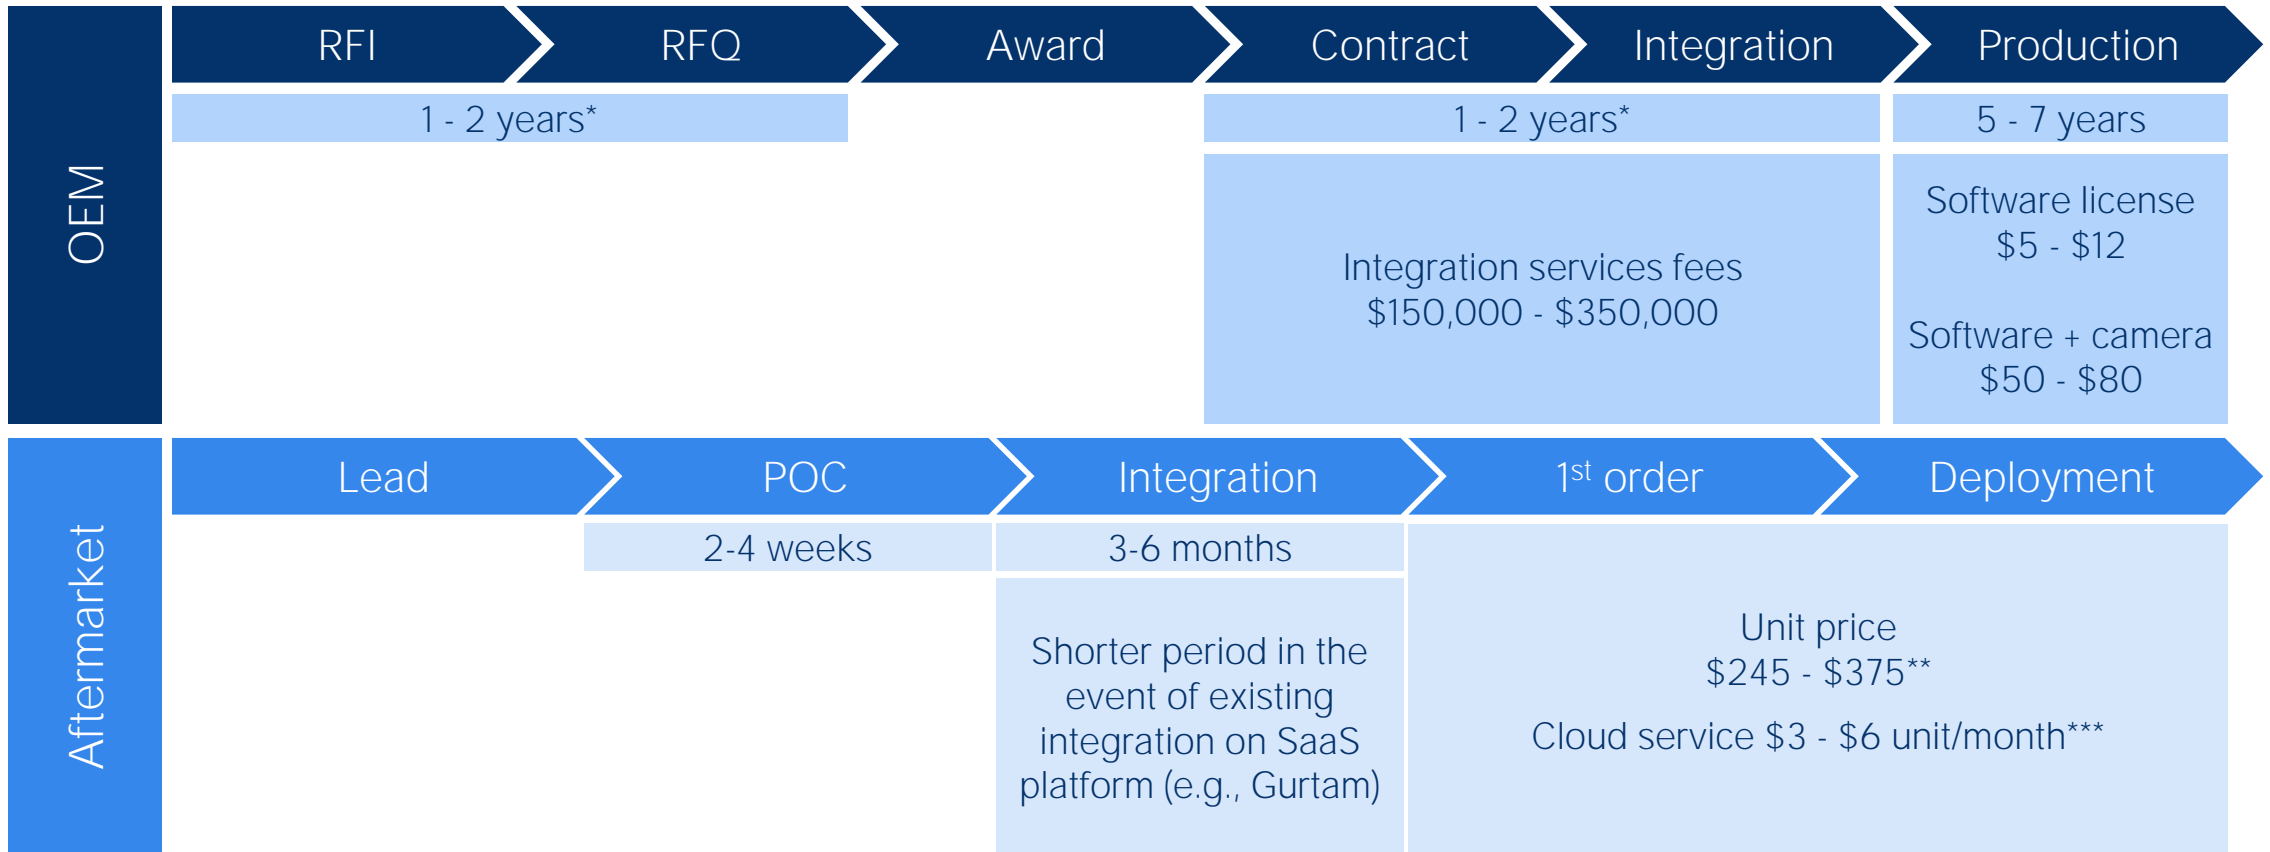 OEM
RFI
RFQ
Award
Contract
Integration
Production
1 - 2 years*
1 - 2 years*
5 - 7 years
Integration services fees
$150,000 - $350,000
Software license
$5 - $12
Software + camera
$50 - $80
Aftermarket
Lead
POC
Integration
1st order
Deployment
2-4 weeks
3-6 months
Shorter period in the
event of existing
integration on SaaS
platform (e.g., Gurtam)
Unit price
$245 - $375**
Cloud service $3 - $6 unit/month***